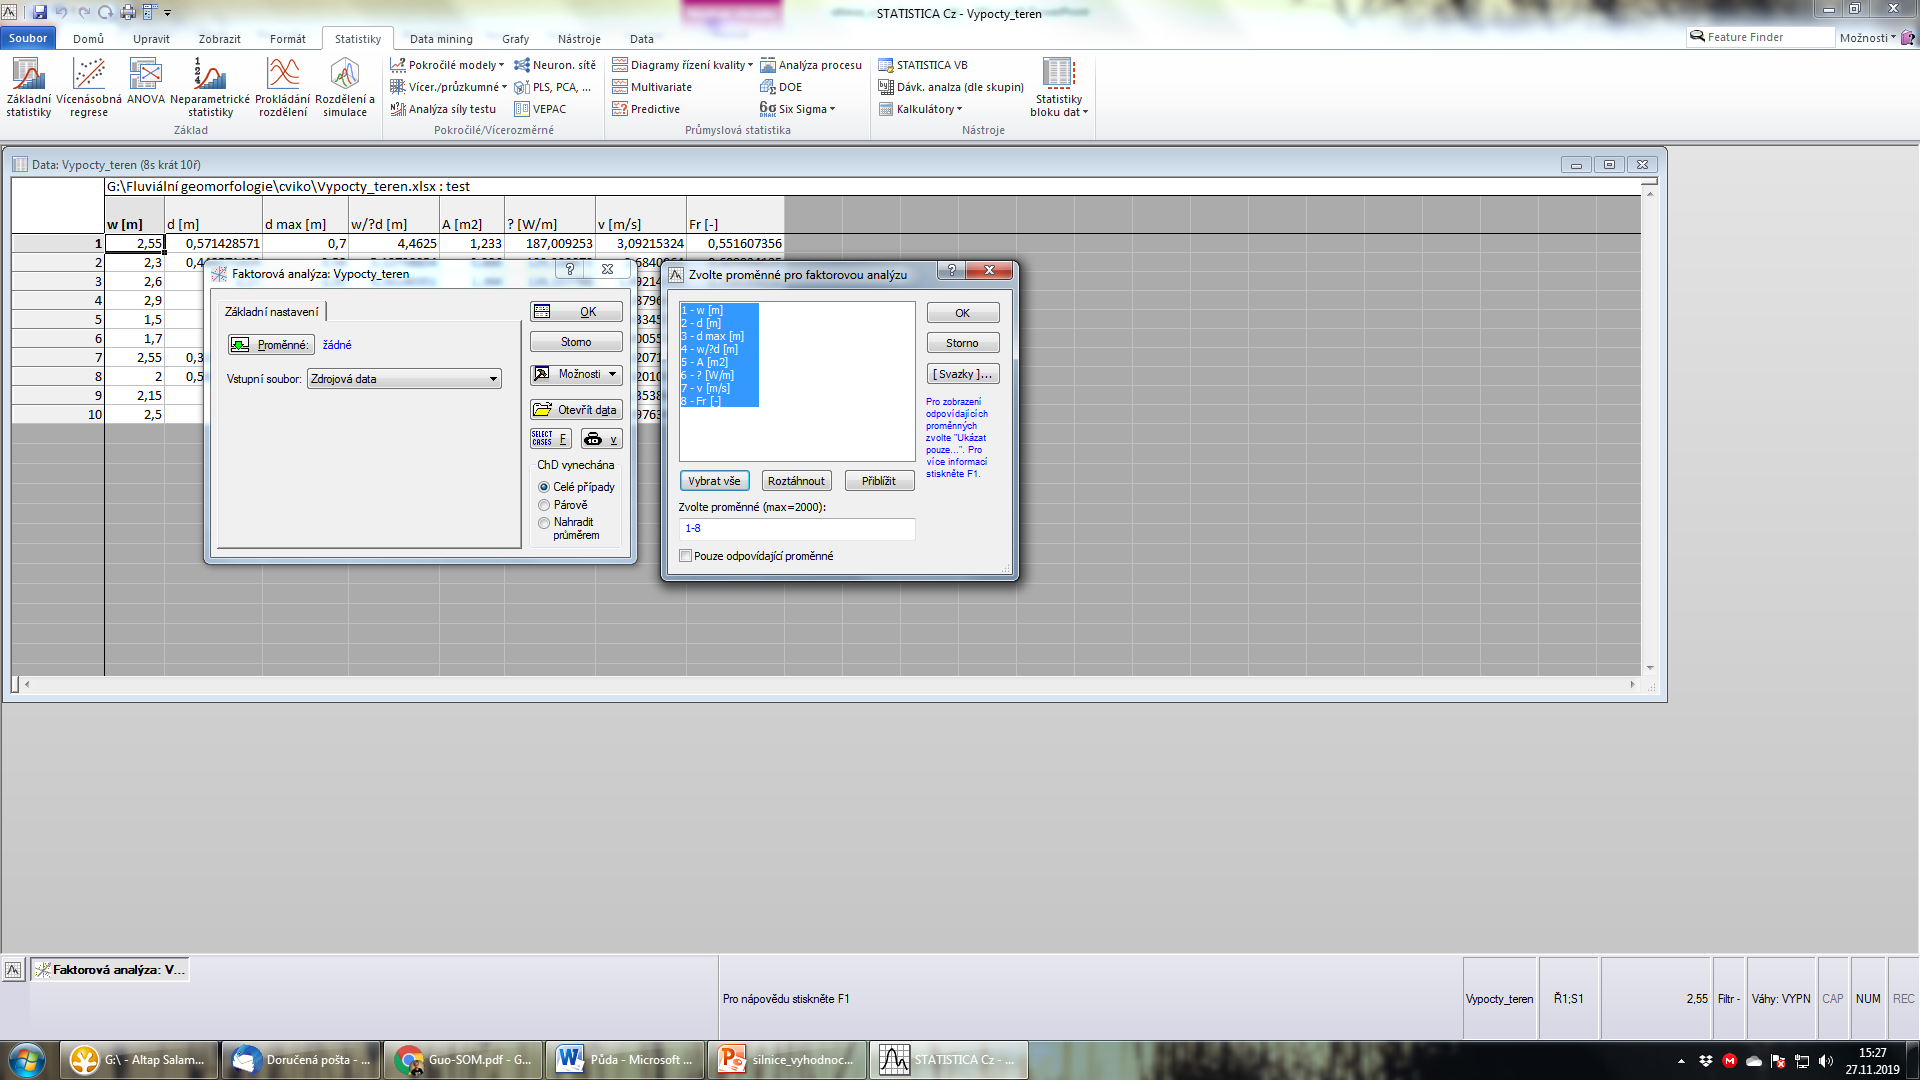 STATISTICA Cz - Vypocty_teren
Soubor Domů Upravit Zobrazit Formát Statistiky Data mining Grafy Nástroje Data
Feature Finder Možnosti
Základní statistiky
Vícenásobná regrese
ANOVA
Neparametrické statistiky
Prokládání rozdělení
Rozdělení a simulace
Základ
Pokročilé modely
Vícer./průzkumné
Analýza síly testu
Neuron. sítě
PLS, PCA, ...
VEPAC
Pokročilé/Vícerozměrné
Diagramy řízení kvality
Multivariate
Predictive
Analýza procesu
DOE
Six Sigma
Průmyslová statistika
STATISTICA VB
Dávk. analza (dle skupin)
Kalkulátory
Statistiky bloku dat
Nástroje
Data: Vypocty_teren (8s krát 10ř)
G:\Fluviální geomorfologie\cviko\Vypocty_teren.xlsx : test
w [m] d [m] d max [m] w/?d [m] A [m2] ? [W/m] v [m/s] Fr [-]
1 2,55 0,571428571 0,7 4,4625 1,233 187,009253 3,09215324 0,551607356
2 2,3
3 2,6
4 2,9
5 1,5
6 1,7
7 2,55 0,3
8 2 0,5
9 2,15
10 2,5
Faktorová analýza: Vypocty_teren
Základní nastavení
Proměnné: žádné
Vstupní soubor: Zdrojová data
OK
Storno
Možnosti
Otevřít data
SELECT CASES F v
ChD vynechána
Celé případy
Párově
Nahradit průměrem
Zvolte proměnné pro faktorovou analýzu
1 - w [m]
2 - d [m]
3 - d max [m]
4 - w/?d [m]
5 - A [m2]
6 - ? [W/m]
7 - v [m/s]
8 - Fr [-]
OK
Storno
[ Svazky ]...
Pro zobrazení
odpovídajících
proměnných
zvolte "Ukázat
pouze...". Pro
více informací
stiskněte F1.
Vybrat vše Roztáhnout Přiblížit
Zvolte proměnné (max=2000):
1-8
Pouze odpovídající proměnné
Faktorová analýza: V...
Pro nápovědu stiskněte F1
Vypocty_teren Ř1;S1 2,55 Filtr - Váhy: VYPN CAP NUM REC
G:\ - Altap Salam... Doručená pošta - ... Guo-SOM.pdf - G... Půda - Microsoft ... silnice_vyhodnoc... STATISTICA Cz - ...
15:27
27.11.2019